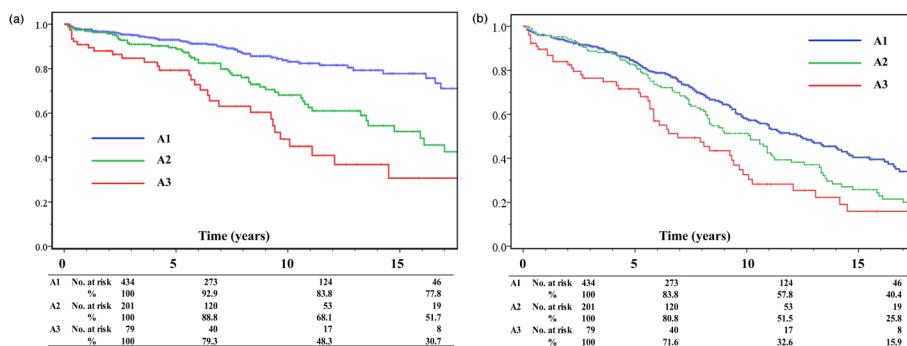 (a)
1.0
0.8
0.6
0.4
0.2
0.0
A1
A2
A3
Time (years)
0 5 10 15
A1 No. at risk 434 273 124 46
% 100 92.9 83.8 77.8
A2 No. at risk 201 120 53 19
% 100 88.8 68.1 51.7
A3 No. at risk 79 40 17 8
% 100 79.3 48.3 30.7
(b)
1.0
0.8
0.6
0.4
0.2
0.0
A1
A2
A3
Time (years)
0 5 10 15
A1 No. at risk 434 273 124 46
% 100 83.8 57.8 40.4
A2 No. at risk 201 120 53 19
% 100 80.8 51.5 25.8
A3 No. at risk 79 40 17 8
% 100 71.6 32.6 15.9